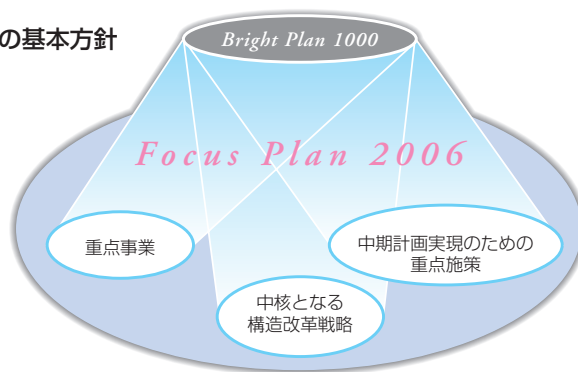 の基本方針
Bright Plan 1000
Focus Plan 2006
重点事業
中期計画実現のための
重点施策
中核となる
構造改革戦略